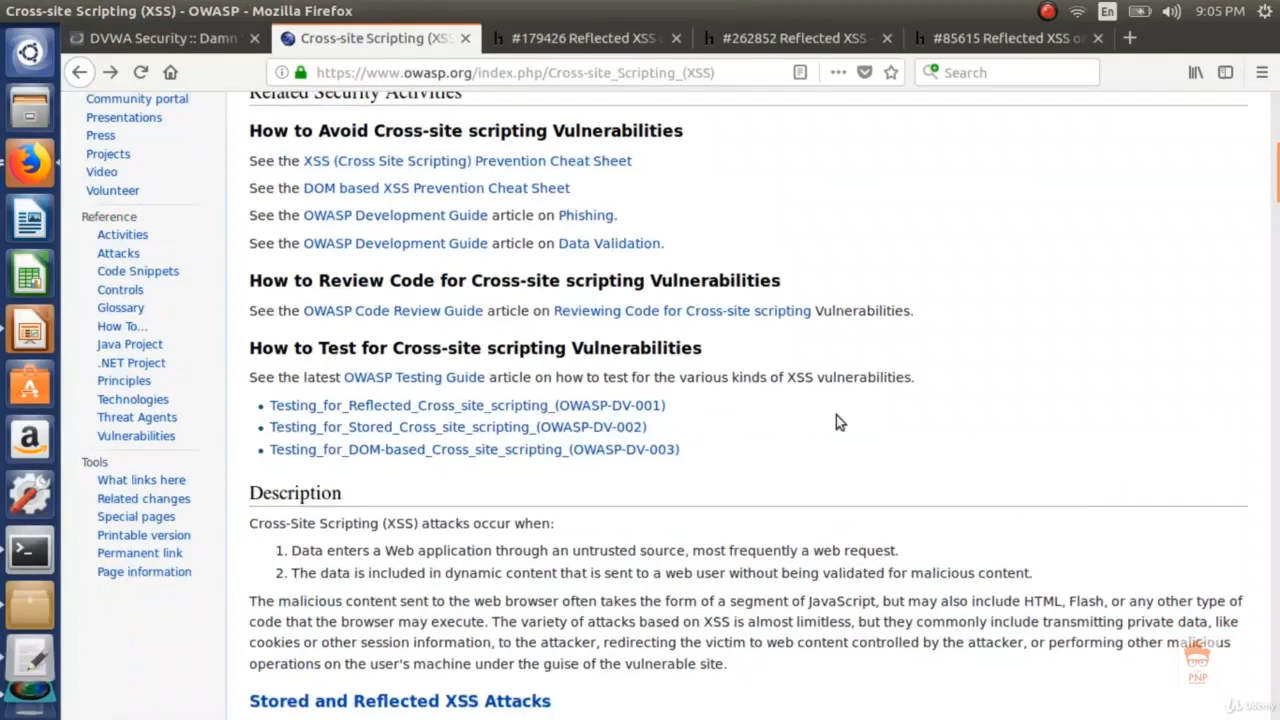 Cross-site Scripting (XSS) - OWASP - Mozilla Firefox
En
9:05 PM
DVWA Security :: Damn
Cross-site Scripting (XSS
#179426 Reflected XSS
#262852 Reflected XSS
#85615 Reflected XSS
https://www.owasp.org/index.php/Cross-site_Scripting_(XSS)
Search
Community portal
Presentations
Press
Projects
Video
Volunteer
Reference
Activities
Attacks
Code Snippets
Controls
Glossary
How To...
Java Project
.NET Project
Principles
Technologies
Threat Agents
Vulnerabilities
Tools
What links here
Related changes
Special pages
Printable version
Permanent link
Page information
Related Security Activities
How to Avoid Cross-site scripting Vulnerabilities
See the XSS (Cross Site Scripting) Prevention Cheat Sheet
See the DOM based XSS Prevention Cheat Sheet
See the OWASP Development Guide article on Phishing.
See the OWASP Development Guide article on Data Validation.
How to Review Code for Cross-site scripting Vulnerabilities
See the OWASP Code Review Guide article on Reviewing Code for Cross-site scripting Vulnerabilities.
How to Test for Cross-site scripting Vulnerabilities
See the latest OWASP Testing Guide article on how to test for the various kinds of XSS vulnerabilities.
• Testing_for_Reflected_Cross_site_scripting_(OWASP-DV-001)
• Testing_for_Stored_Cross_site_scripting_(OWASP-DV-002)
• Testing_for_DOM-based_Cross_site_scripting_(OWASP-DV-003)
Description
Cross-Site Scripting (XSS) attacks occur when:
1. Data enters a Web application through an untrusted source, most frequently a web request.
2. The data is included in dynamic content that is sent to a web user without being validated for malicious content.
The malicious content sent to the web browser often takes the form of a segment of JavaScript, but may also include HTML, Flash, or any other type of
code that the browser may execute. The variety of attacks based on XSS is almost limitless, but they commonly include transmitting private data, like
cookies or other session information, to the attacker, redirecting the victim to web content controlled by the attacker, or performing other malicious
operations on the user's machine under the guise of the vulnerable site.
Stored and Reflected XSS Attacks
PNP
Udemy